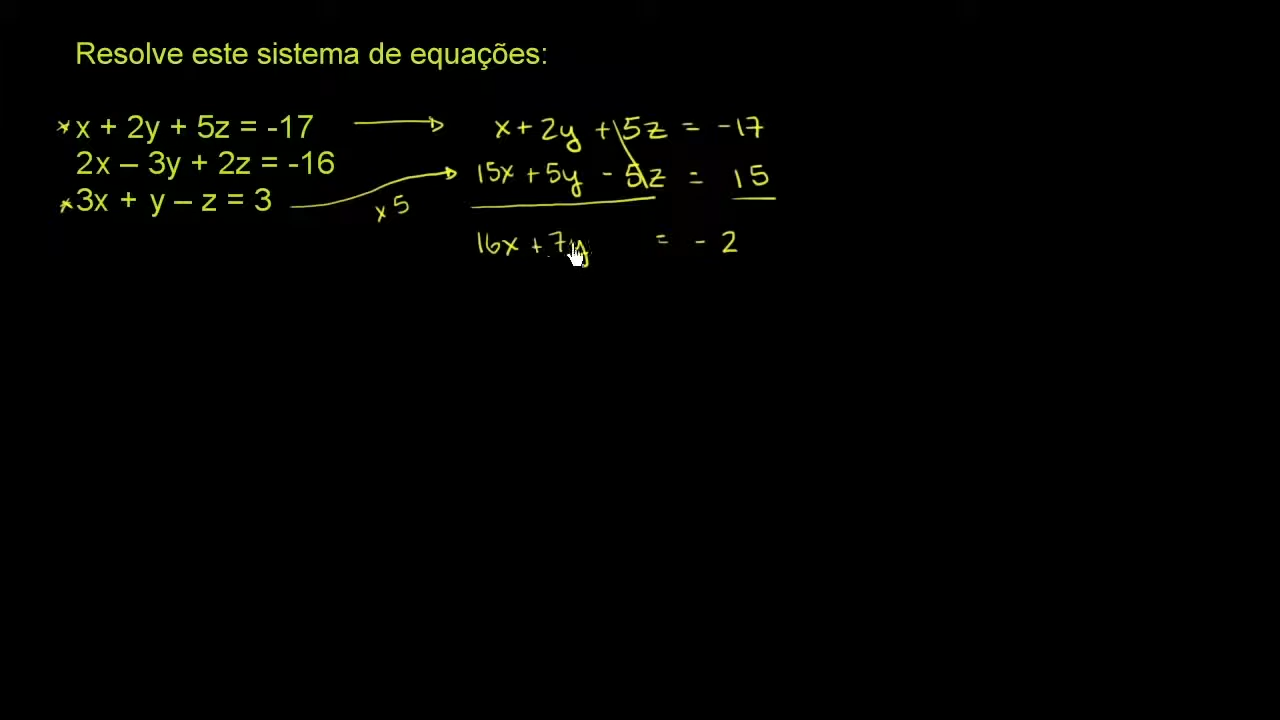 Resolve este sistema de equações:
*x + 2y + 5z = -17
2x – 3y + 2z = -16
*3x + y – z = 3
x 5
x + 2y + 5z = -17
15x + 5y - 5z = 15
16x + 7y = - 2